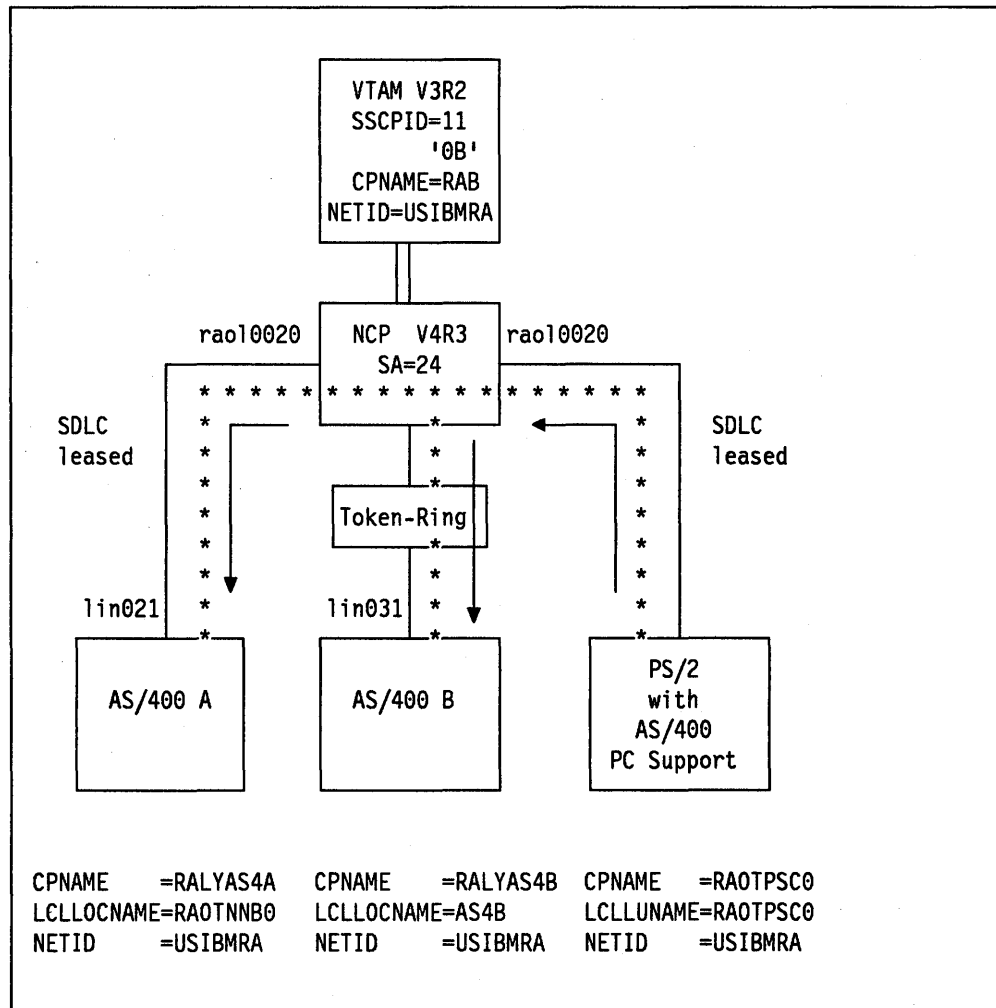 VTAM V3R2
SSCPID=11
'0B'
CPNAME=RAB
NETID=USIBMRA
rao10020
NCP V4R3
SA=24
rao10020
SDLC
leased
SDLC
leased
Token-Ring
lin021
lin031
AS/400 A
AS/400 B
PS/2
with
AS/400
PC Support
CPNAME =RALYAS4A CPNAME =RALYAS4B CPNAME =RAOTPSC0
LCLLOCNAME=RAOTNNB0 LCLLOCNAME=AS4B LCLLUNAME=RAOTPSC0
NETID =USIBMRA NETID =USIBMRA NETID =USIBMRA